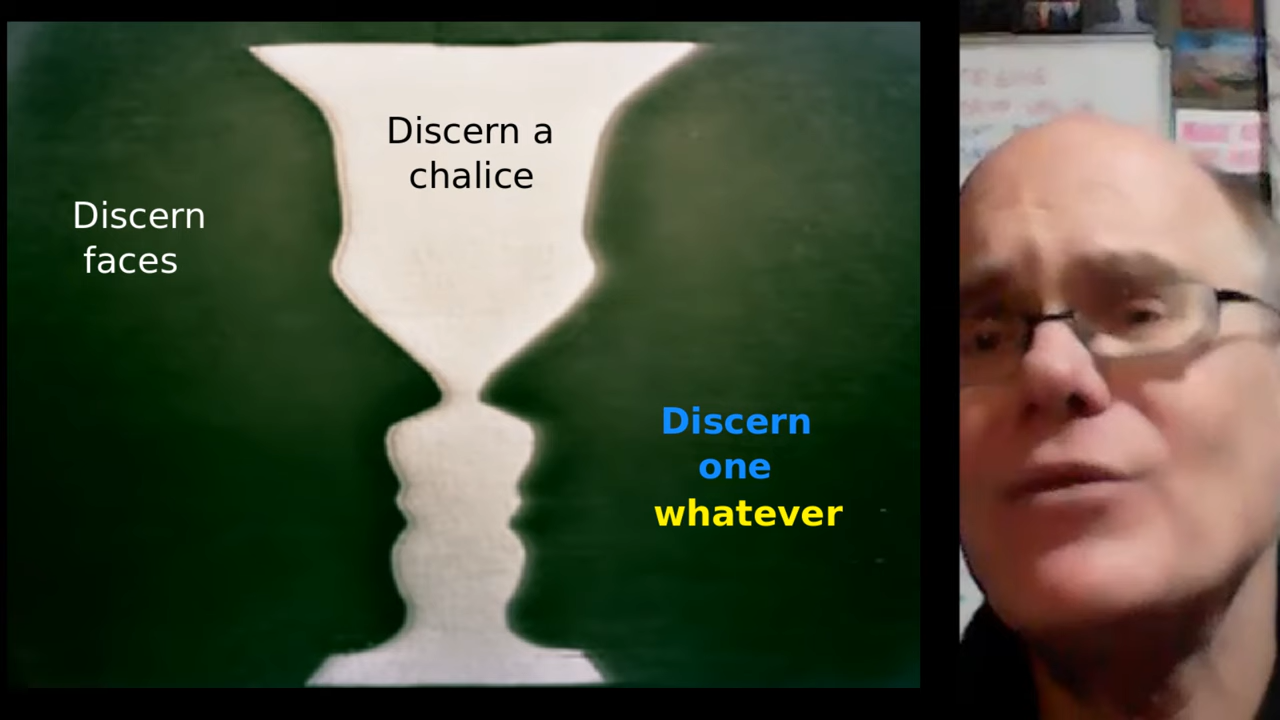 Discern a
chalice
Discern
faces
Discern
one
whatever